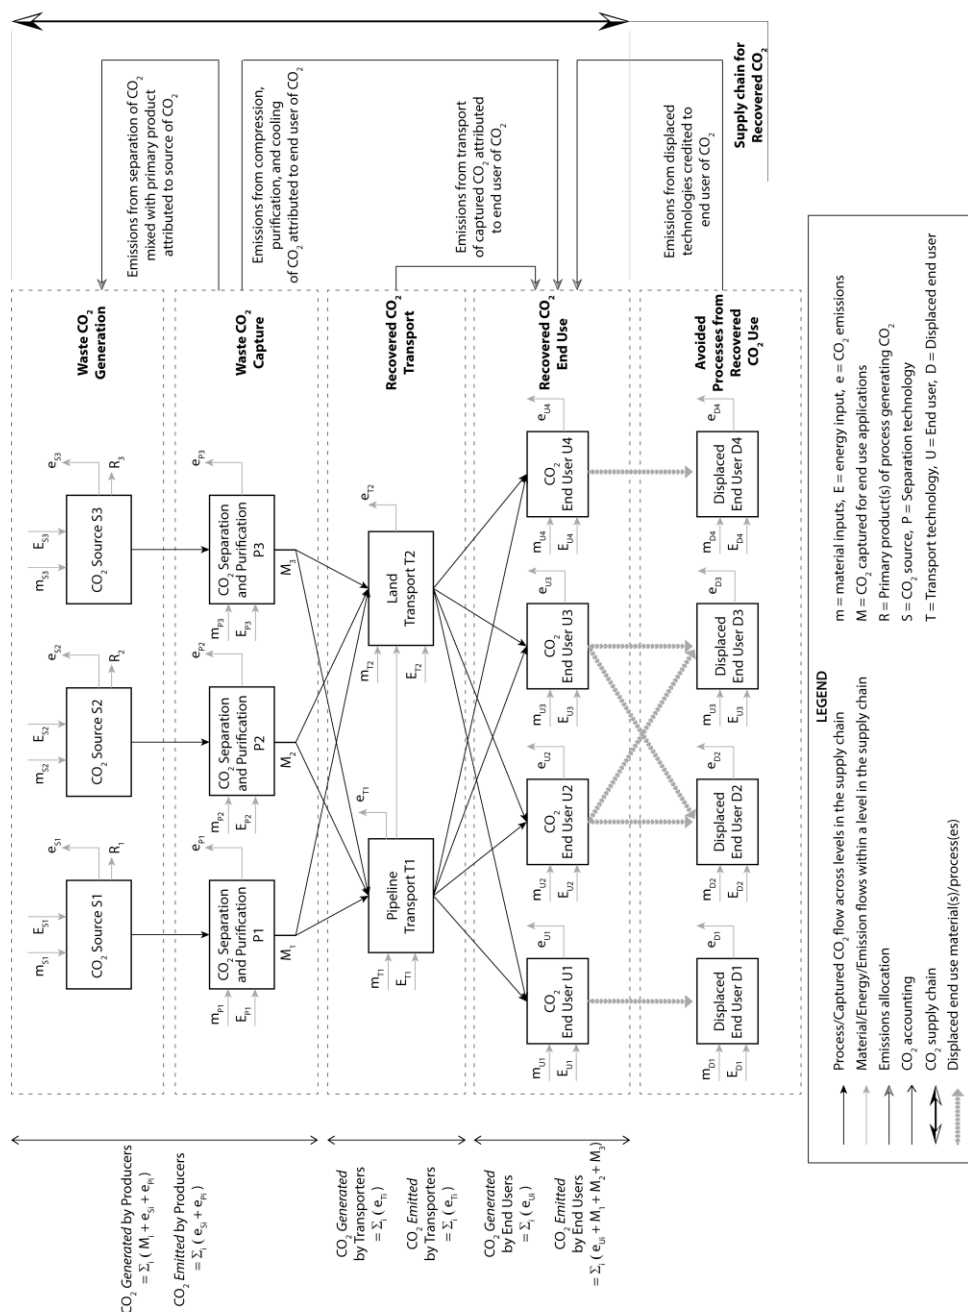 CO₂ Generated by Producers
= Σᵢ ( Mᵢ + e_Si + e_Pi )
CO₂ Emitted by Producers
= Σᵢ ( e_Si + e_Pi )
CO₂ Generated
by Transporters
= Σᵢ ( e_Ti )
CO₂ Emitted
by Transporters
= Σᵢ ( e_Ti )
CO₂ Generated
by End Users
= Σᵢ ( e_Ui )
CO₂ Emitted
by End Users
= Σᵢ ( e_Ui + M₁ + M₂ + M₃ )
m_S1
E_S1
e_S1
R₁
CO₂ Source S1
m_S2
E_S2
e_S2
R₂
CO₂ Source S2
m_S3
E_S3
e_S3
R₃
CO₂ Source S3
Waste CO₂
Generation
m_P1
E_P1
e_P1
CO₂ Separation
and Purification
P1
M₁
m_P2
E_P2
e_P2
CO₂ Separation
and Purification
P2
M₂
m_P3
E_P3
e_P3
CO₂ Separation
and Purification
P3
M₃
Waste CO₂
Capture
m_T1
E_T1
e_T1
Pipeline
Transport T1
m_T2
E_T2
e_T2
Land
Transport T2
Recovered CO₂
Transport
m_U1
E_U1
e_U1
CO₂
End User U1
m_U2
E_U2
e_U2
CO₂
End User U2
m_U3
E_U3
e_U3
CO₂
End User U3
m_U4
E_U4
e_U4
CO₂
End User U4
Recovered CO₂
End Use
m_D1
E_D1
e_D1
Displaced
End User D1
m_D2
E_D2
e_D2
Displaced
End User D2
m_U3
E_U3
e_D3
Displaced
End User D3
m_D4
E_D4
e_D4
Displaced
End User D4
Avoided
Processes from
Recovered
CO₂ Use
Emissions from separation of CO₂
mixed with primary product
attributed to source of CO₂
Emissions from compression,
purification, and cooling
of CO₂ attributed to end user of CO₂
Emissions from transport
of captured CO₂ attributed
to end user of CO₂
Emissions from displaced
technologies credited to
end user of CO₂
Supply chain for
Recovered CO₂
LEGEND
Process/Captured CO₂ flow across levels in the supply chain
Material/Energy/Emission flows within a level in the supply chain
Emissions allocation
CO₂ accounting
CO₂ supply chain
Displaced end use material(s)/process(es)
m = material inputs, E = energy input, e = CO₂ emissions
M = CO₂ captured for end use applications
R = Primary product(s) of process generating CO₂
S = CO₂ source, P = Separation technology
T = Transport technology, U = End user, D = Displaced end user